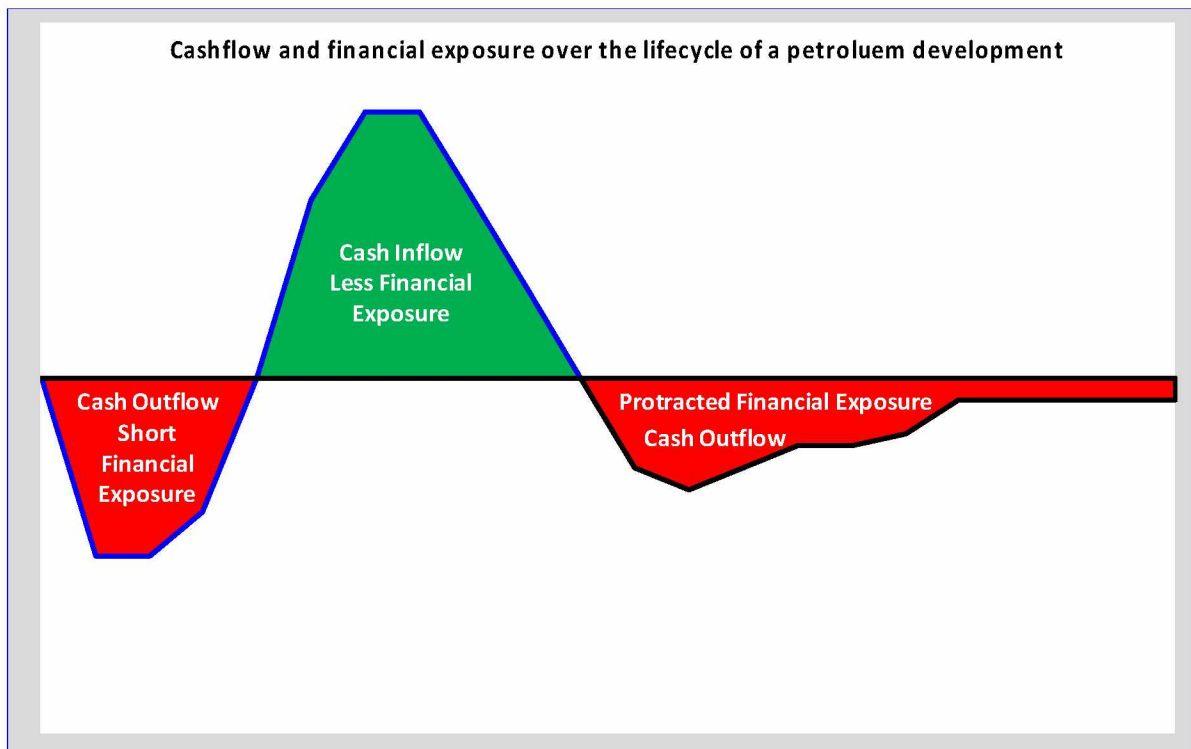 Cashflow and financial exposure over the lifecycle of a petroluem development
Cash Inflow
Less Financial
Exposure
Cash Outflow
Short
Financial
Exposure
Protracted Financial Exposure
Cash Outflow